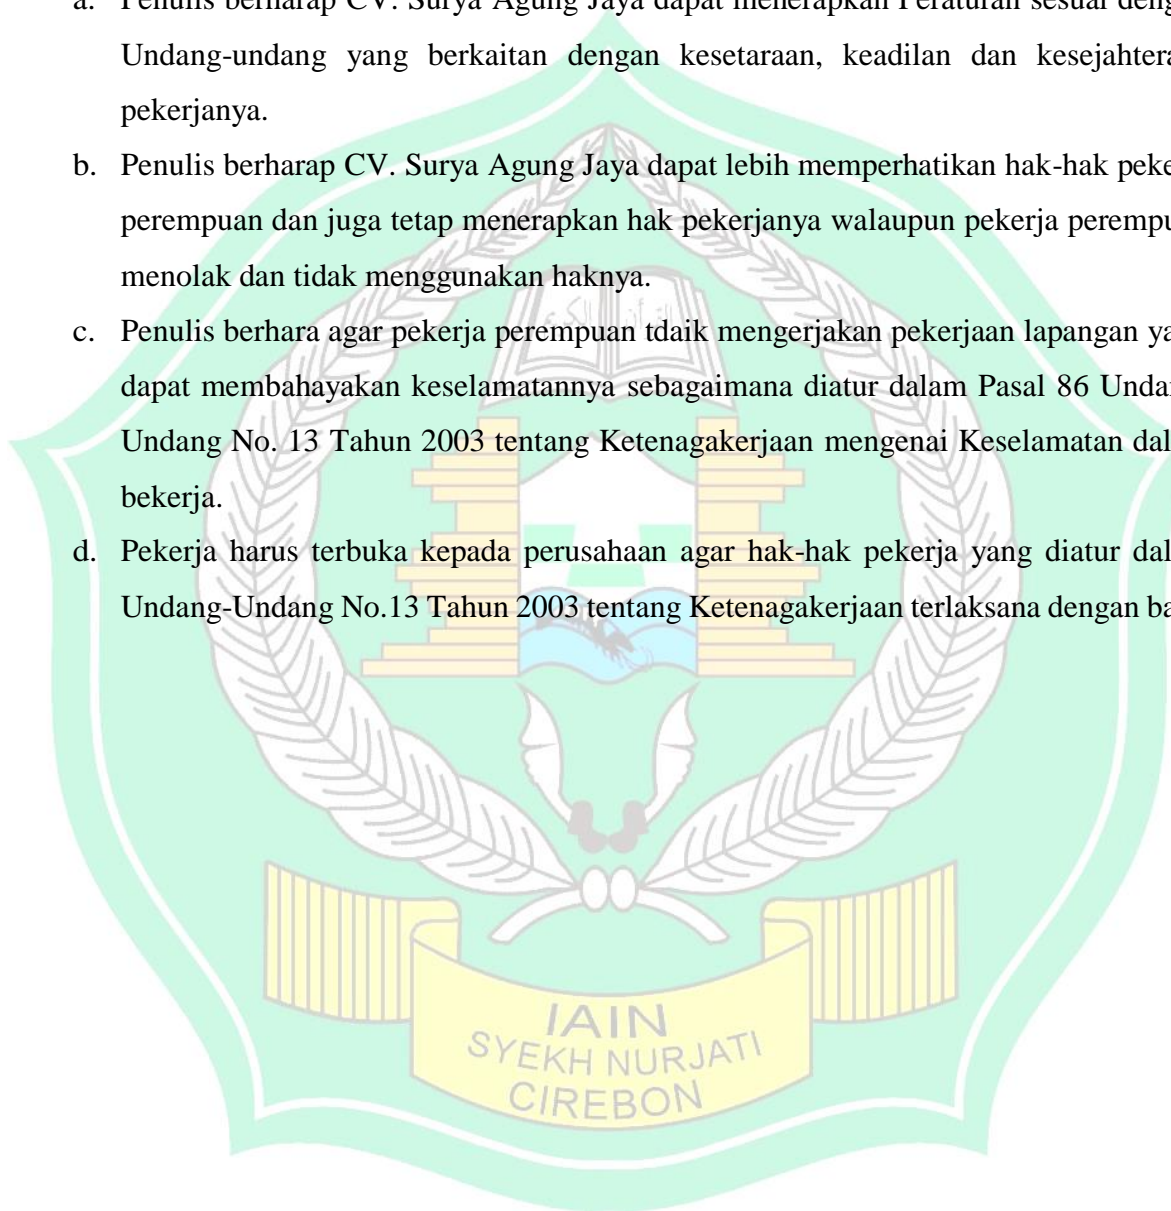 a. Penulis berharap CV. Surya Agung Jaya dapat menerapkan Peraturan sesuai deng
Undang-undang yang berkaitan dengan kesetaraan, keadilan dan kesejahtera
pekerjanya.
b. Penulis berharap CV. Surya Agung Jaya dapat lebih memperhatikan hak-hak peke
perempuan dan juga tetap menerapkan hak pekerjanya walaupun pekerja perempu
menolak dan tidak menggunakan haknya.
c. Penulis berhara agar pekerja perempuan tdaik mengerjakan pekerjaan lapangan ya
dapat membahayakan keselamatannya sebagaimana diatur dalam Pasal 86 Undan
Undang No. 13 Tahun 2003 tentang Ketenagakerjaan mengenai Keselamatan dal
bekerja.
d. Pekerja harus terbuka kepada perusahaan agar hak-hak pekerja yang diatur dal
Undang-Undang No.13 Tahun 2003 tentang Ketenagakerjaan terlaksana dengan ba
IAIN
SYEKH NURJATI
CIREBON